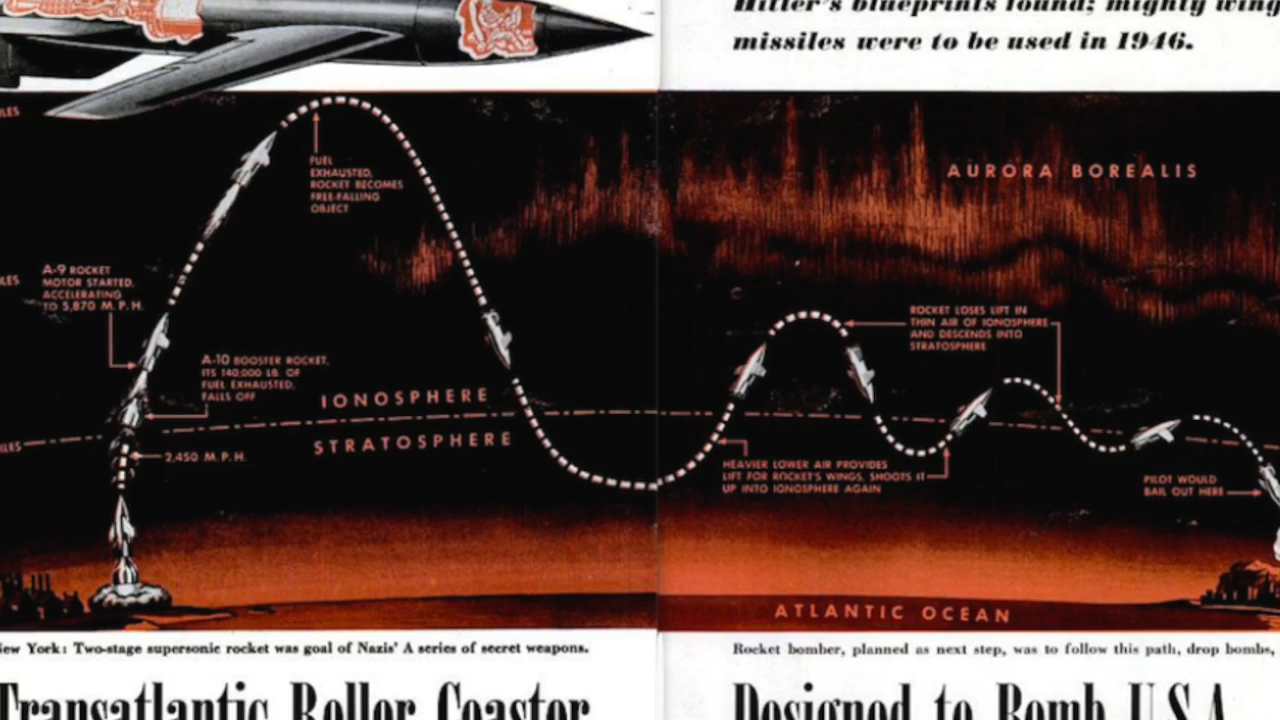 Hitler's blueprints found; mighty wing
missiles were to be used in 1946.
LES
AURORA BOREALIS
FUEL
EXHAUSTED,
ROCKET BECOMES
FREE-FALLING
OBJECT
LES
A-9 ROCKET
MOTOR STARTED,
ACCELERATING
TO 5,870 M.P.H.
ROCKET LOSES LIFT IN
THIN AIR OF IONOSPHERE
AND DESCENDS INTO
STRATOSPHERE
A-10 BOOSTER ROCKET,
ITS 140,000 LB. OF
FUEL EXHAUSTED,
FALLS OFF
IONOSPHERE
STRATOSPHERE
LES
2,450 M.P.H.
HEAVIER LOWER AIR PROVIDES
LIFT FOR ROCKET'S WINGS, SHOOTS IT
UP INTO IONOSPHERE AGAIN
PILOT WOULD
BAIL OUT HERE
ATLANTIC OCEAN
New York: Two-stage supersonic rocket was goal of Nazis' A series of secret weapons.
Rocket bomber, planned as next step, was to follow this path, drop bombs,
Transatlantic Roller Coaster
Designed to Bomb U.S.A.